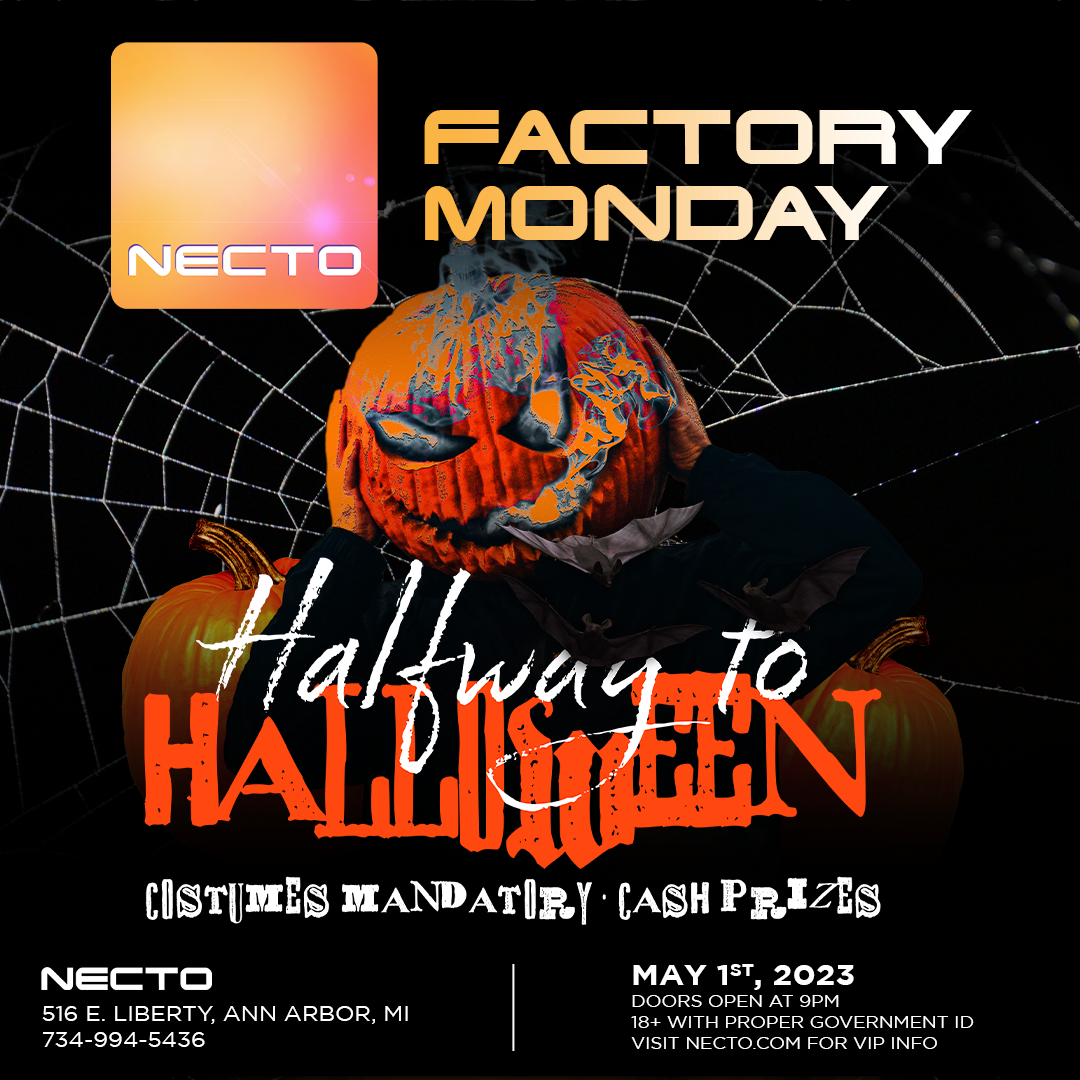 NECTO
FACTORY
MONDAY
Halfway to
HALLOWEEN
COSTUMES MANDATORY · CASH PRIZES
NECTO
516 E. LIBERTY, ANN ARBOR, MI
734-994-5436
MAY 1ST, 2023
DOORS OPEN AT 9PM
18+ WITH PROPER GOVERNMENT ID
VISIT NECTO.COM FOR VIP INFO